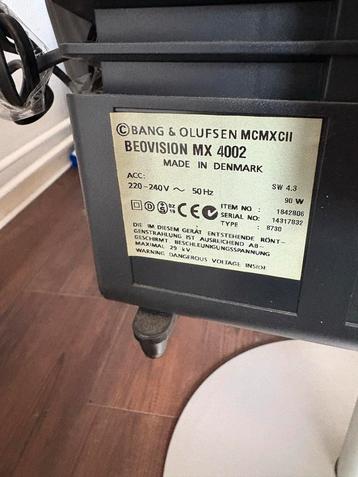 © BANG & OLUFSEN MCMXCII
BEOVISION MX 4002
MADE IN DENMARK
ACC: SW 4.3
220-240V ~ 50 Hz 90 W
ITEM NO : 1842806
SERIAL NO: 14317832
TYPE : 8730
DIE IM DIESEM GERÄT ENTSTEHENDE RÖNT-
GENSTRAHLUNG IST AUSRLICHEND AB-
GESCHIRMT BESCHLEUNIGUNGSSPANNUNG
MAXIMAL 29 kV.
WARNING DANGEROUS VOLTAGE INSIDE